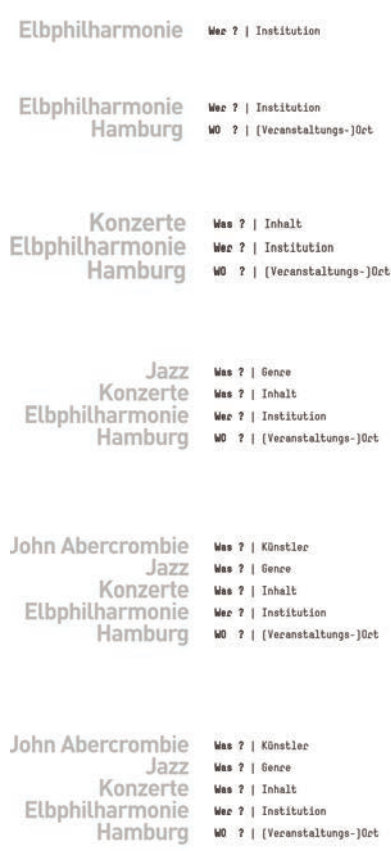 Elbphilharmonie Wer ? | Institution
Elbphilharmonie Wer ? | Institution
Hamburg WO ? | (Veranstaltungs-)Ort
Konzerte Was ? | Inhalt
Elbphilharmonie Wer ? | Institution
Hamburg WO ? | (Veranstaltungs-)Ort
Jazz Was ? | Genre
Konzerte Was ? | Inhalt
Elbphilharmonie Wer ? | Institution
Hamburg WO ? | (Veranstaltungs-)Ort
John Abercrombie Was ? | Künstler
Jazz Was ? | Genre
Konzerte Was ? | Inhalt
Elbphilharmonie Wer ? | Institution
Hamburg WO ? | (Veranstaltungs-)Ort
John Abercrombie Was ? | Künstler
Jazz Was ? | Genre
Konzerte Was ? | Inhalt
Elbphilharmonie Wer ? | Institution
Hamburg WO ? | (Veranstaltungs-)Ort